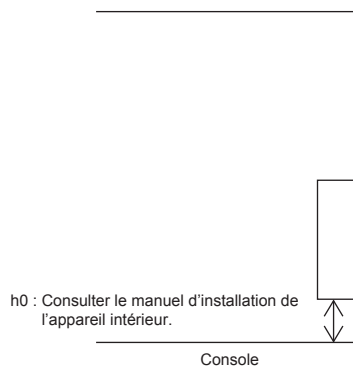 h0 : Consulter le manuel d’installation de
l’appareil intérieur.
Console